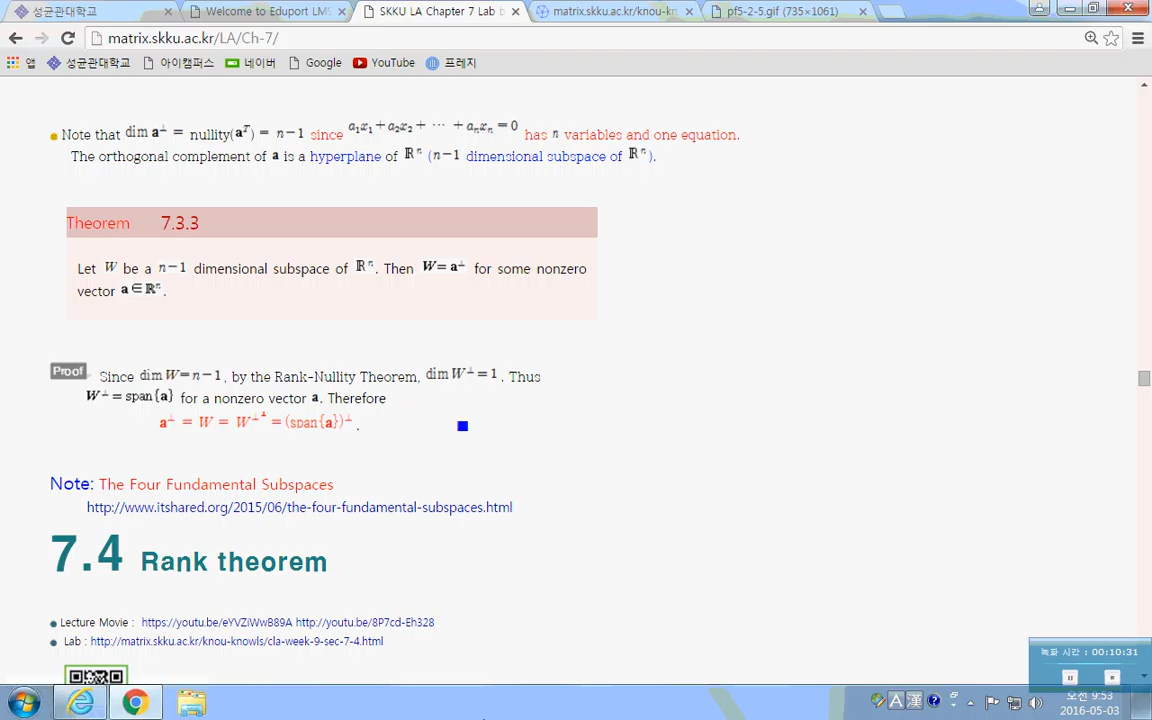 성균관대학교
Welcome to Eduport LMS
SKKU LA Chapter 7 Lab b
matrix.skku.ac.kr/knou-kn
pf5-2-5.gif (735×1061)
matrix.skku.ac.kr/LA/Ch-7/
앱 성균관대학교 아이캠퍼스 네이버 Google YouTube 프레지
Note that dim a⊥ = nullity(aᵀ) = n−1 since a₁x₁+a₂x₂+ ⋯ +aₙxₙ=0 has n variables and one equation.
The orthogonal complement of a is a hyperplane of ℝⁿ (n−1 dimensional subspace of ℝⁿ).
Theorem 7.3.3
Let W be a n−1 dimensional subspace of ℝⁿ. Then W=a⊥ for some nonzero
vector a∈ℝⁿ.
Proof Since dim W=n−1, by the Rank-Nullity Theorem, dim W⊥=1. Thus
W⊥=span{a} for a nonzero vector a. Therefore
a⊥ = W = W⊥⊥ =(span{a})⊥ .
Note: The Four Fundamental Subspaces
http://www.itshared.org/2015/06/the-four-fundamental-subspaces.html
7.4 Rank theorem
Lecture Movie : https://youtu.be/eYVZiWwB89A http://youtu.be/8P7cd-Eh328
Lab : http://matrix.skku.ac.kr/knou-knowls/cla-week-9-sec-7-4.html
녹화 시간 : 00:10:31
A 漢
오전 9:53
2016-05-03